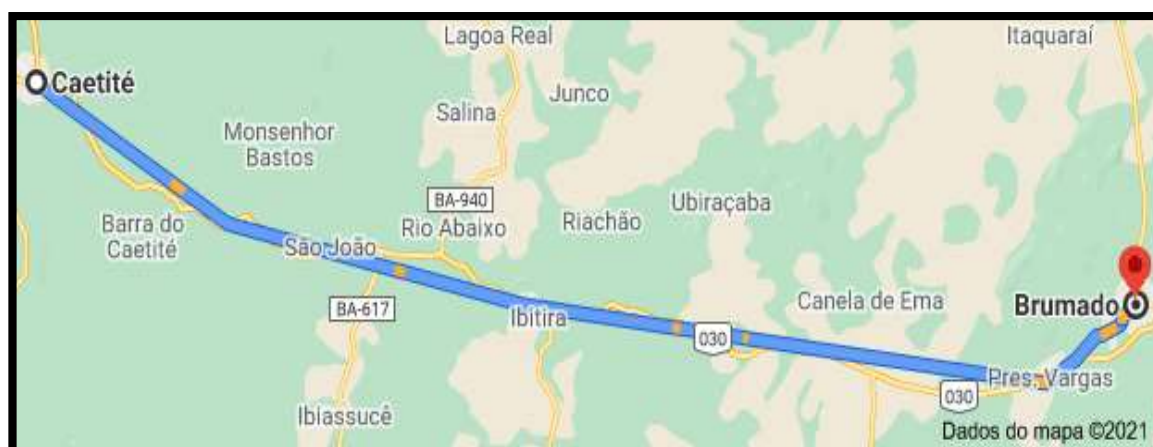 Lagoa Real
Itaquaraí
Caetité
Junco
Salina
Monsenhor
Bastos
BA-940
Ubiraçaba
Barra do
Caetité
Rio Abaixo
Riachão
São João
BA-617
Ibitira
Canela de Ema
Brumado
030
Pres. Vargas
030
Ibiassucê
Dados do mapa ©2021